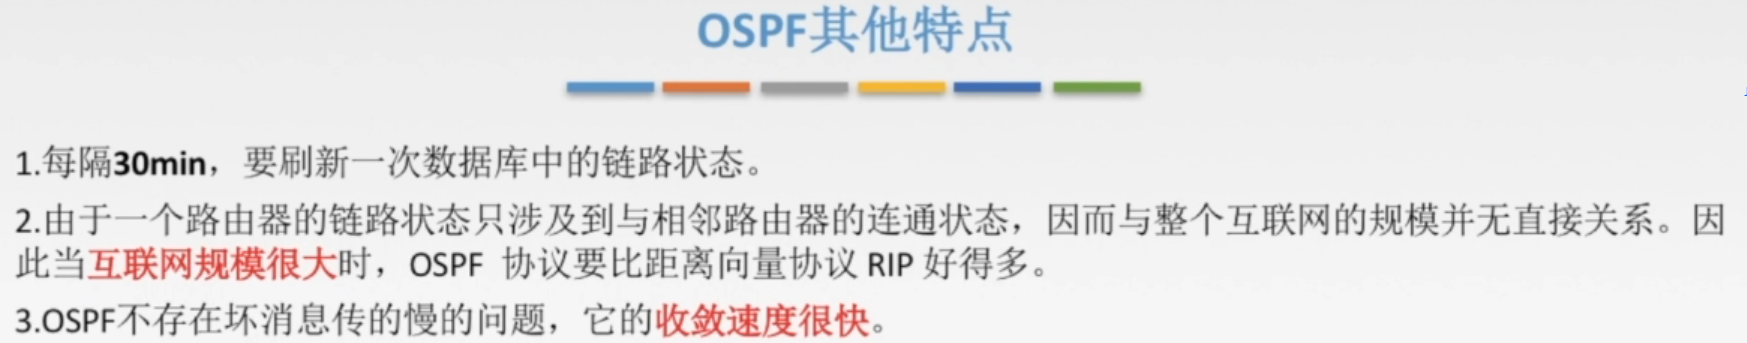 OSPF其他特点
1.每隔30min，要刷新一次数据库中的链路状态。
2.由于一个路由器的链路状态只涉及到与相邻路由器的连通状态，因而与整个互联网的规模并无直接关系。因
此当互联网规模很大时，OSPF 协议要比距离向量协议 RIP 好得多。
3.OSPF不存在坏消息传的慢的问题，它的收敛速度很快。